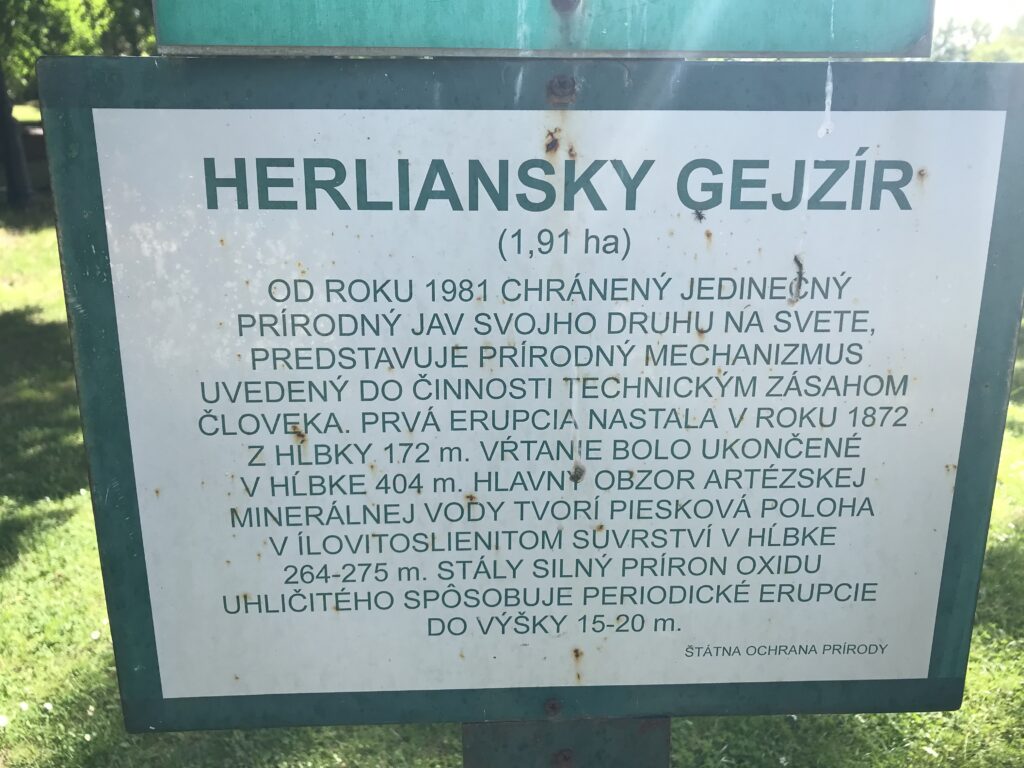 HERLIANSKY GEJZÍR
(1,91 ha)
OD ROKU 1981 CHRÁNENÝ JEDINEČNÝ
PRÍRODNÝ JAV SVOJHO DRUHU NA SVETE,
PREDSTAVUJE PRÍRODNÝ MECHANIZMUS
UVEDENÝ DO ČINNOSTI TECHNICKÝM ZÁSAHOM
ČLOVEKA. PRVÁ ERUPCIA NASTALA V ROKU 1872
Z HĹBKY 172 m. VŔTANIE BOLO UKONČENÉ
V HĹBKE 404 m. HLAVNÝ OBZOR ARTÉZSKEJ
MINERÁLNEJ VODY TVORÍ PIESKOVÁ POLOHA
V ÍLOVITOSLIENITOM SÚVRSTVÍ V HĹBKE
264-275 m. STÁLY SILNÝ PRÍRON OXIDU
UHLIČITÉHO SPÔSOBUJE PERIODICKÉ ERUPCIE
DO VÝŠKY 15-20 m.
ŠTÁTNA OCHRANA PRÍRODY